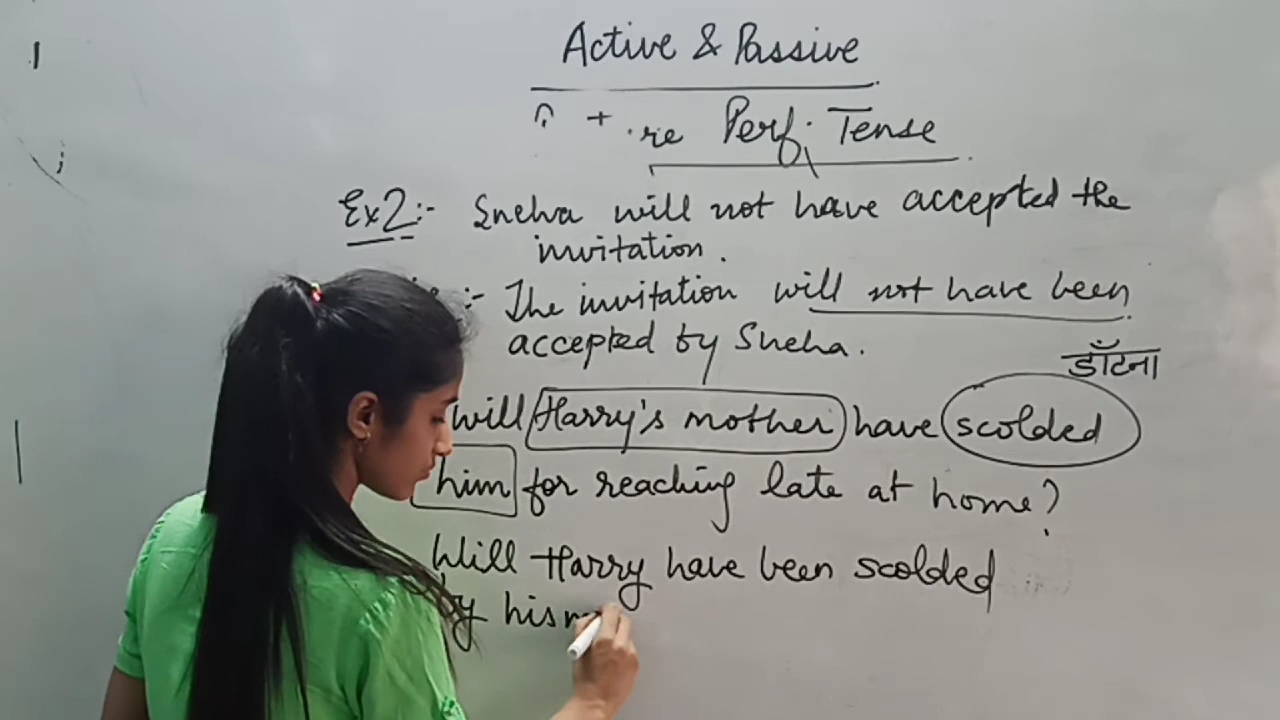 Active & Passive
Perf. Tense
Ex2:- Sneha will not have accepted the
invitation.
:- The invitation will not have been
accepted by Sneha.
डाँटना
will Harry's mother have scolded
him for reaching late at home?
Will Harry have been scolded
by his